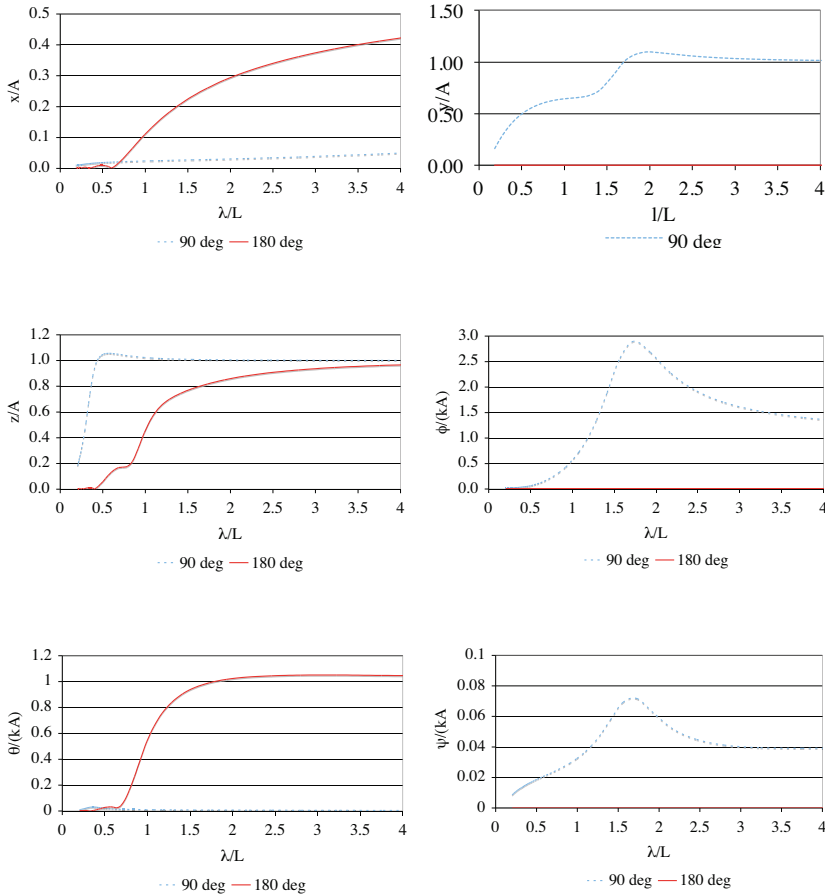 0.5
0.4
0.3
0.2
0.1
0.0
x/A
0 0.5 1 1.5 2 2.5 3 3.5 4
λ/L
90 deg 180 deg
1.50
1.00
0.50
0.00
y/A
0 0.5 1 1.5 2 2.5 3 3.5 4
l/L
90 deg
1.2
1.0
0.8
0.6
0.4
0.2
0.0
z/A
0 0.5 1 1.5 2 2.5 3 3.5 4
λ/L
90 deg 180 deg
3.0
2.5
2.0
1.5
1.0
0.5
0.0
ϕ/(kA)
0 0.5 1 1.5 2 2.5 3 3.5 4
λ/L
90 deg 180 deg
1.2
1
0.8
0.6
0.4
0.2
0
θ/(kA)
0 0.5 1 1.5 2 2.5 3 3.5 4
λ/L
90 deg 180 deg
0.1
0.08
0.06
0.04
0.02
0
ψ/(kA
0 0.5 1 1.5 2 2.5 3 3.5 4
λ/L
90 deg 180 deg